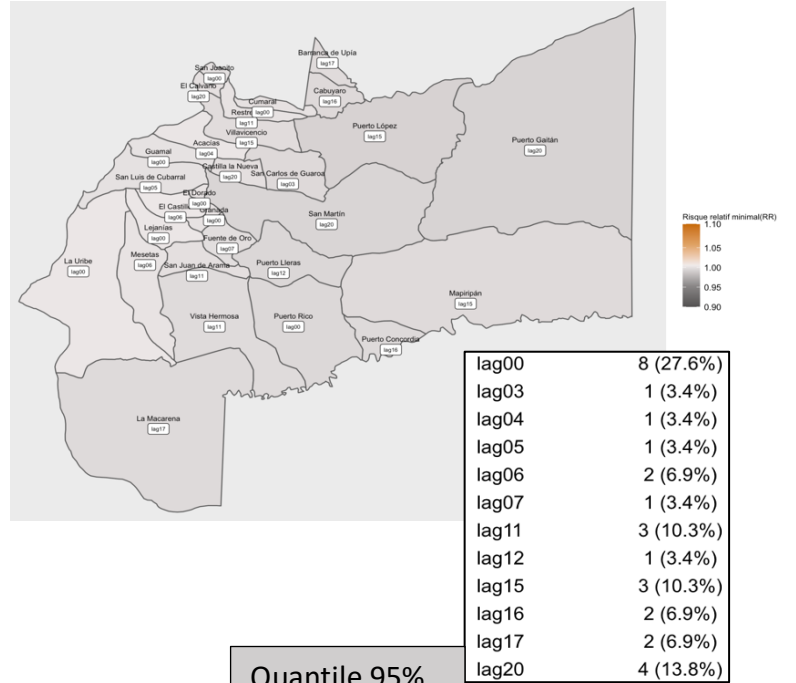 Barranca de Upía
lag17
San Juanito
lag00
El Calvario
lag20
Cabuyaro
lag16
Cumaral
lag00
lag11
Villavicencio
lag15
Puerto López
lag15
Puerto Gaitán
lag20
Acacías
lag04
Guamal
lag00
Castilla la Nueva
lag20
San Carlos de Guaroa
lag03
San Luis de Cubarral
lag05
El Dorado
lag00
lag06
lag00
San Martín
lag20
Lejanías
lag00
Fuente de Oro
lag07
La Uribe
lag00
Mesetas
lag06
San Juan de Arama
lag11
Puerto Lleras
lag12
Mapiripán
lag15
Vista Hermosa
lag11
Puerto Rico
lag00
Puerto Concordia
lag16
La Macarena
lag17
Risque relatif minimal(RR)
1.10
1.05
1.00
0.95
0.90
lag00 8 (27.6%)
lag03 1 (3.4%)
lag04 1 (3.4%)
lag05 1 (3.4%)
lag06 2 (6.9%)
lag07 1 (3.4%)
lag11 3 (10.3%)
lag12 1 (3.4%)
lag15 3 (10.3%)
lag16 2 (6.9%)
lag17 2 (6.9%)
lag20 4 (13.8%)
Quantile 95%